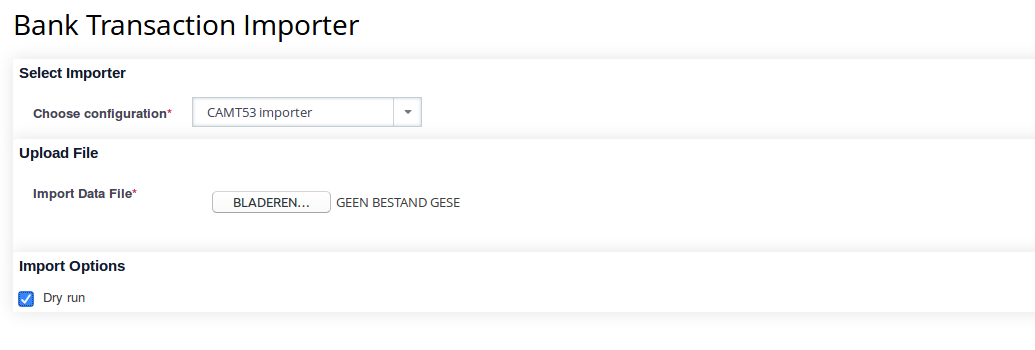 Bank Transaction Importer
Select Importer
Choose configuration* CAMT53 importer
Upload File
Import Data File* BLADEREN... GEEN BESTAND GESE
Import Options
Dry run